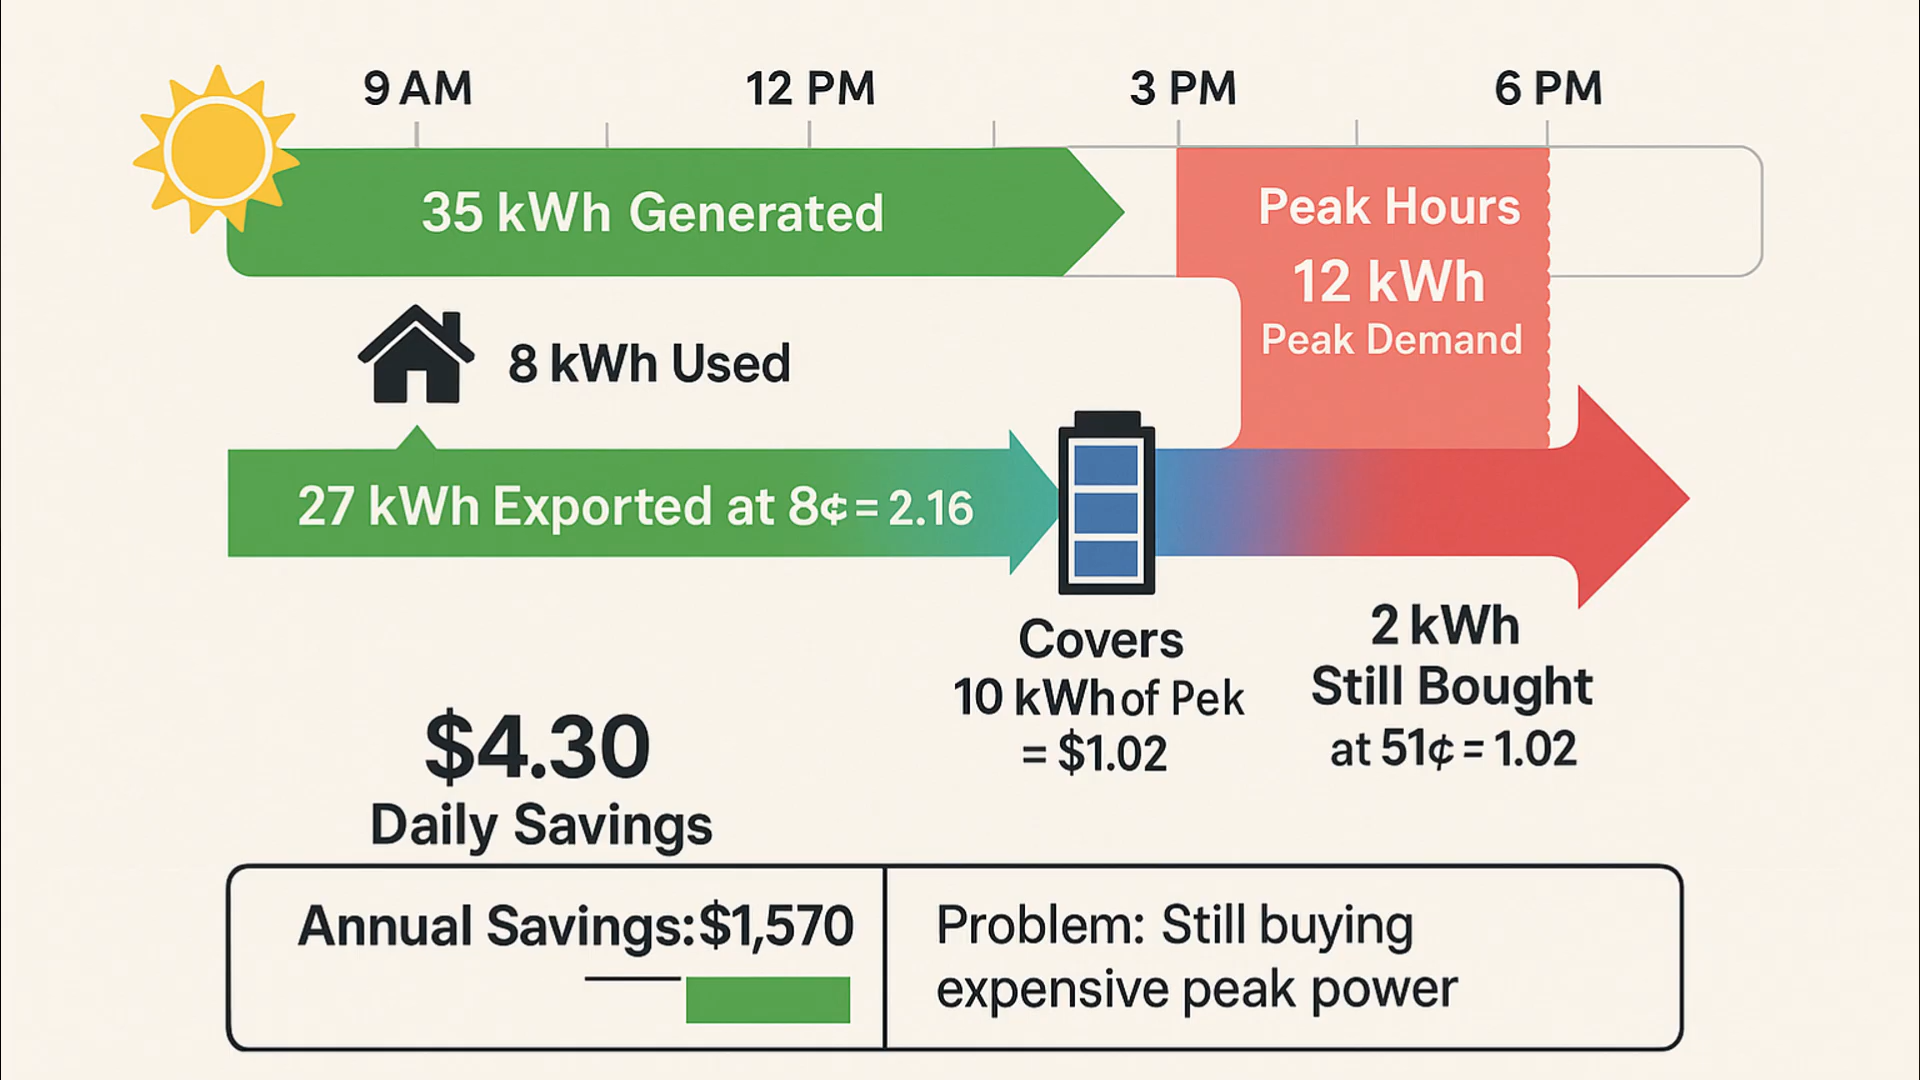 9 AM
12 PM
3 PM
6 PM
35 kWh Generated
Peak Hours
12 kWh
Peak Demand
8 kWh Used
27 kWh Exported at 8¢ = 2.16
Covers
10 kWh of Pek
= $1.02
2 kWh
Still Bought
at 51¢ = 1.02
$4.30
Daily Savings
Annual Savings: $1,570
Problem: Still buying
expensive peak power